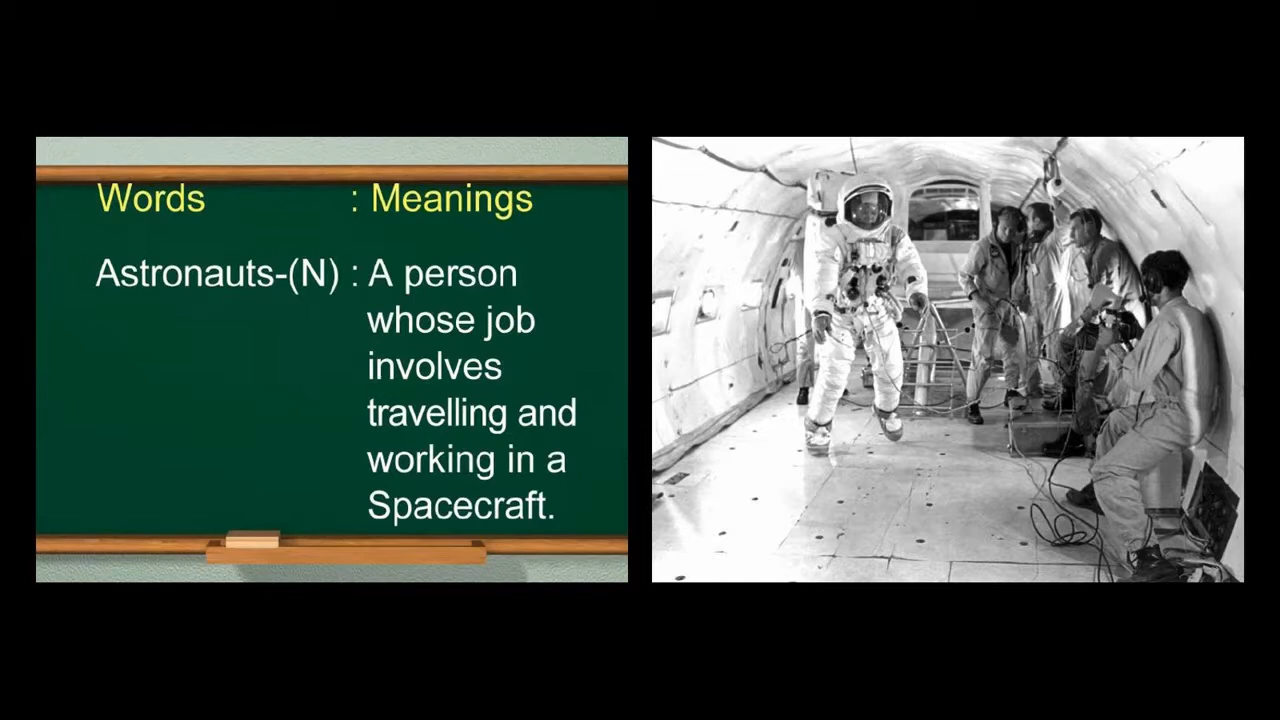 Words : Meanings
Astronauts-(N) : A person
whose job
involves
travelling and
working in a
Spacecraft.